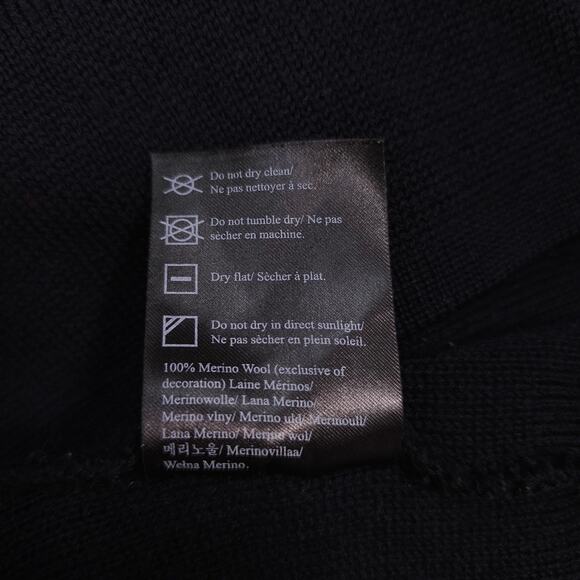 Do not dry clean/
Ne pas nettoyer à sec.
Do not tumble dry/ Ne pas
sècher en machine.
Dry flat/ Sècher à plat.
Do not dry in direct sunlight/
Ne pas sècher en plein soleil.
100% Merino Wool (exclusive of
decoration) Laine Mérinos/
Merinowolle/ Lana Merino/
Merino vlny/ Merino uld/ Merinoull/
Lana Merino/ Merino wol/
메리노울/ Merinovillaa/
Wełna Merino.